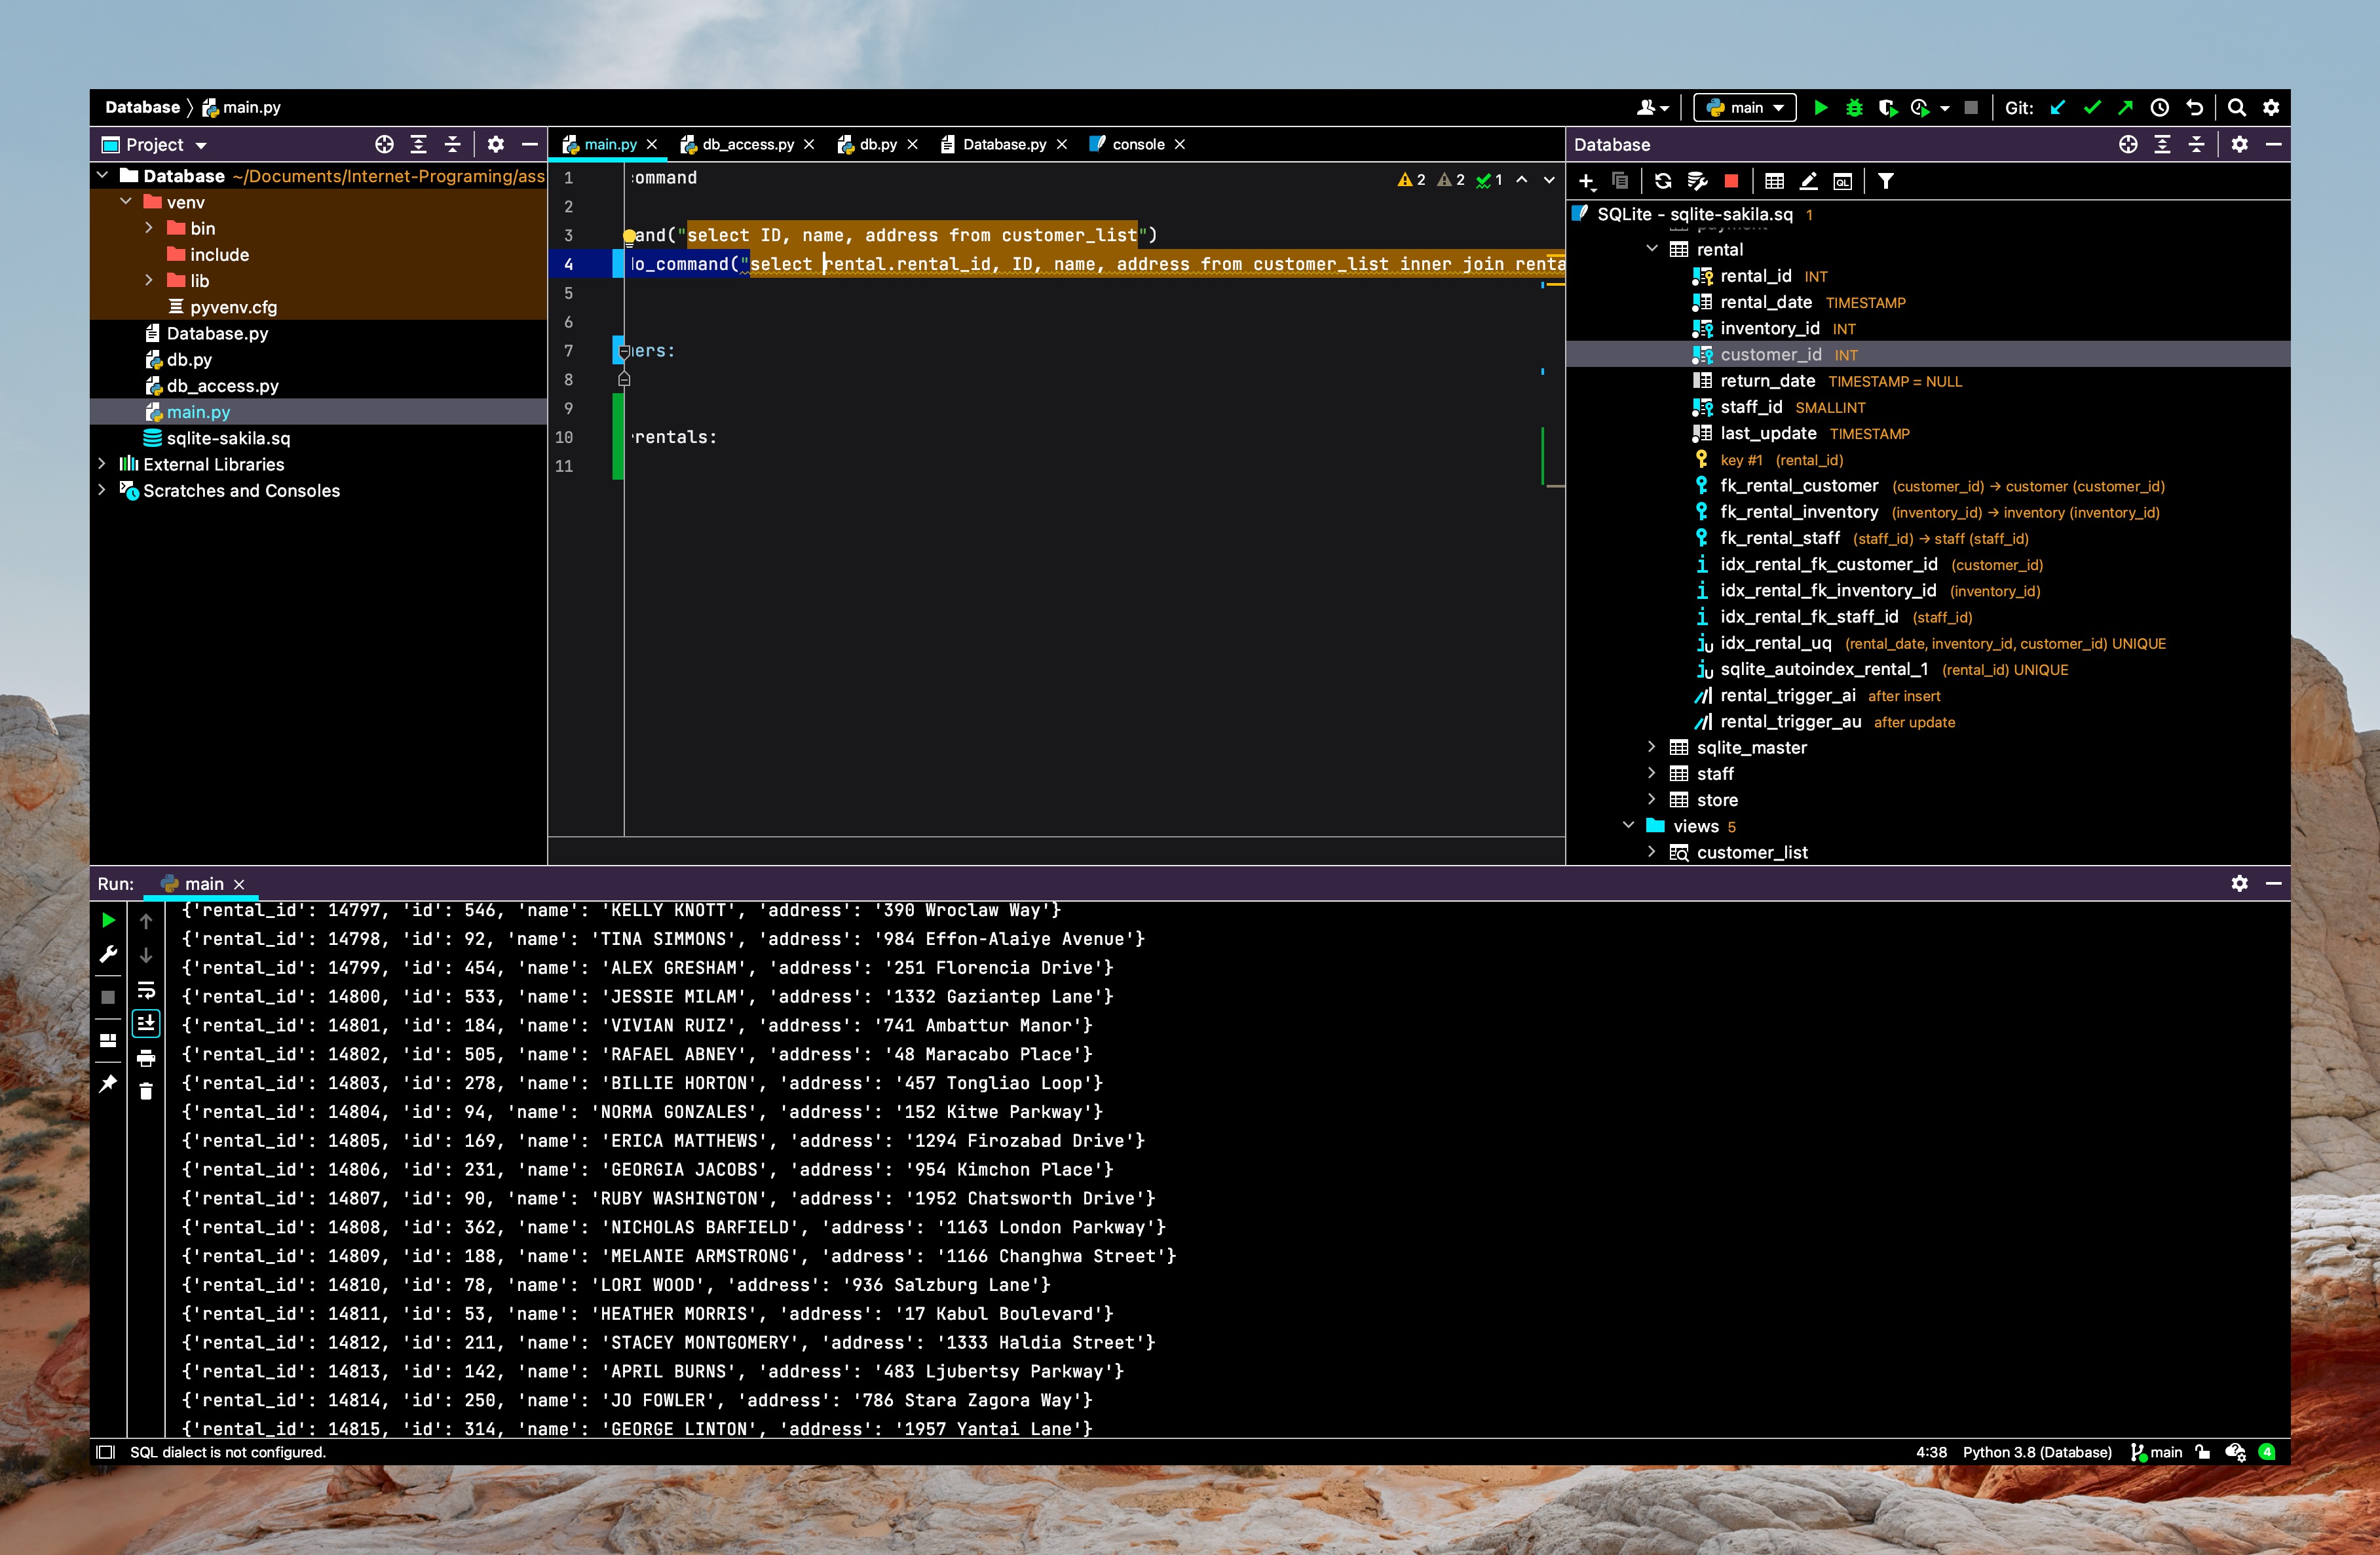 Database 〉 main.py
main
Git:
Project
Database ~/Documents/Internet-Programing/ass
venv
bin
include
lib
pyvenv.cfg
Database.py
db.py
db_access.py
main.py
sqlite-sakila.sq
External Libraries
Scratches and Consoles
main.py
db_access.py
db.py
Database.py
console
2 2 1
1 ommand
2
3 and("select ID, name, address from customer_list")
4 o_command("select rental.rental_id, ID, name, address from customer_list inner join renta
5
6
7 ers:
8
9
10 rentals:
11
Database
SQLite - sqlite-sakila.sq 1
payment
rental
rental_id INT
rental_date TIMESTAMP
inventory_id INT
customer_id INT
return_date TIMESTAMP = NULL
staff_id SMALLINT
last_update TIMESTAMP
key #1 (rental_id)
fk_rental_customer (customer_id) → customer (customer_id)
fk_rental_inventory (inventory_id) → inventory (inventory_id)
fk_rental_staff (staff_id) → staff (staff_id)
idx_rental_fk_customer_id (customer_id)
idx_rental_fk_inventory_id (inventory_id)
idx_rental_fk_staff_id (staff_id)
idx_rental_uq (rental_date, inventory_id, customer_id) UNIQUE
sqlite_autoindex_rental_1 (rental_id) UNIQUE
rental_trigger_ai after insert
rental_trigger_au after update
sqlite_master
staff
store
views 5
customer_list
Run: main
{'rental_id': 14797, 'id': 546, 'name': 'KELLY KNOTT', 'address': '390 Wroclaw Way'}
{'rental_id': 14798, 'id': 92, 'name': 'TINA SIMMONS', 'address': '984 Effon-Alaiye Avenue'}
{'rental_id': 14799, 'id': 454, 'name': 'ALEX GRESHAM', 'address': '251 Florencia Drive'}
{'rental_id': 14800, 'id': 533, 'name': 'JESSIE MILAM', 'address': '1332 Gaziantep Lane'}
{'rental_id': 14801, 'id': 184, 'name': 'VIVIAN RUIZ', 'address': '741 Ambattur Manor'}
{'rental_id': 14802, 'id': 505, 'name': 'RAFAEL ABNEY', 'address': '48 Maracabo Place'}
{'rental_id': 14803, 'id': 278, 'name': 'BILLIE HORTON', 'address': '457 Tongliao Loop'}
{'rental_id': 14804, 'id': 94, 'name': 'NORMA GONZALES', 'address': '152 Kitwe Parkway'}
{'rental_id': 14805, 'id': 169, 'name': 'ERICA MATTHEWS', 'address': '1294 Firozabad Drive'}
{'rental_id': 14806, 'id': 231, 'name': 'GEORGIA JACOBS', 'address': '954 Kimchon Place'}
{'rental_id': 14807, 'id': 90, 'name': 'RUBY WASHINGTON', 'address': '1952 Chatsworth Drive'}
{'rental_id': 14808, 'id': 362, 'name': 'NICHOLAS BARFIELD', 'address': '1163 London Parkway'}
{'rental_id': 14809, 'id': 188, 'name': 'MELANIE ARMSTRONG', 'address': '1166 Changhwa Street'}
{'rental_id': 14810, 'id': 78, 'name': 'LORI WOOD', 'address': '936 Salzburg Lane'}
{'rental_id': 14811, 'id': 53, 'name': 'HEATHER MORRIS', 'address': '17 Kabul Boulevard'}
{'rental_id': 14812, 'id': 211, 'name': 'STACEY MONTGOMERY', 'address': '1333 Haldia Street'}
{'rental_id': 14813, 'id': 142, 'name': 'APRIL BURNS', 'address': '483 Ljubertsy Parkway'}
{'rental_id': 14814, 'id': 250, 'name': 'JO FOWLER', 'address': '786 Stara Zagora Way'}
{'rental_id': 14815, 'id': 314, 'name': 'GEORGE LINTON', 'address': '1957 Yantai Lane'}
SQL dialect is not configured.
4:38 Python 3.8 (Database) main 4